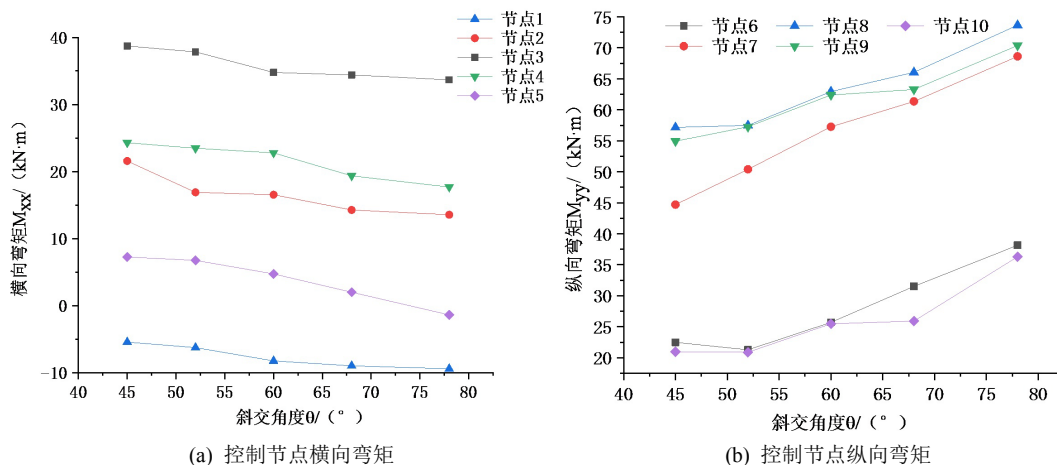 节点1
节点2
节点3
节点4
节点5
横向弯矩Mxx/（kN·m）
40
30
20
10
0
−10
40 45 50 55 60 65 70 75 80
斜交角度θ/（°）
(a) 控制节点横向弯矩
节点6 节点8 节点10
节点7 节点9
纵向弯矩Myy/（kN·m）
75
70
65
60
55
50
45
40
35
30
25
20
40 45 50 55 60 65 70 75 80
斜交角度θ/（°）
(b) 控制节点纵向弯矩